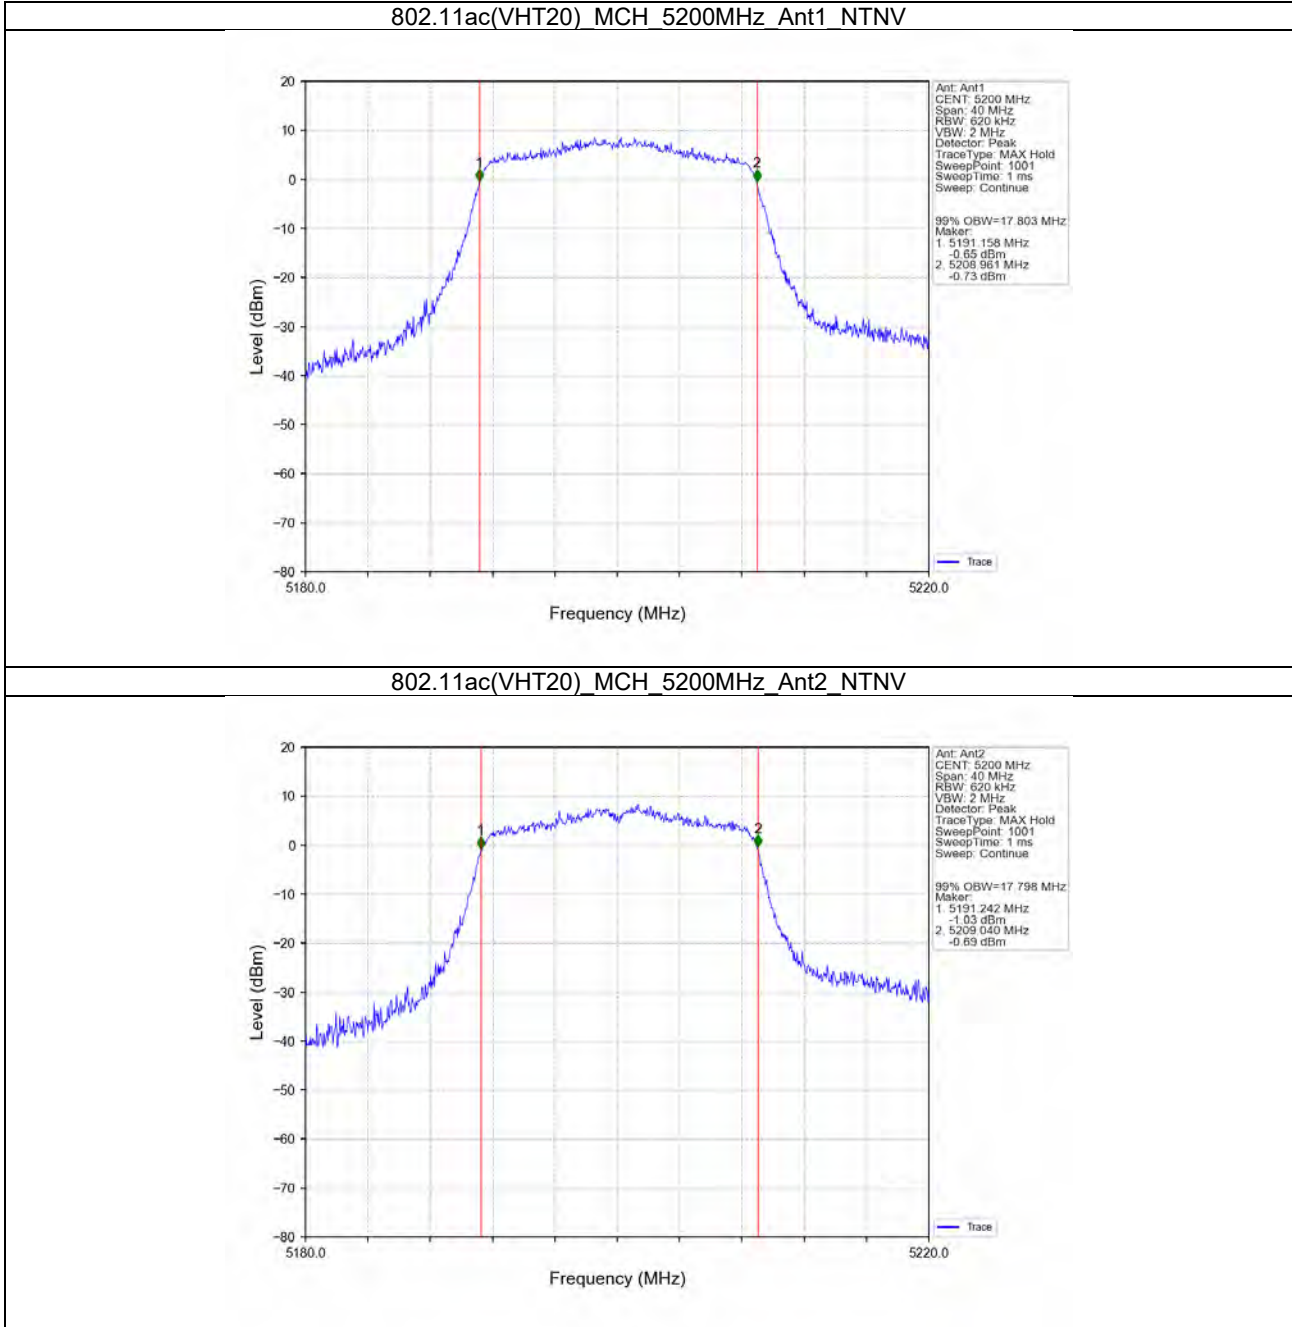 802.11ac(VHT20)_MCH_5200MHz_Ant1_NTNV
20
10
0
−10
−20
−30
−40
−50
−60
−70
−80
Level (dBm)
5180.0
5220.0
Frequency (MHz)
1
2
Ant: Ant1
CENT: 5200 MHz
Span: 40 MHz
RBW: 620 kHz
VBW: 2 MHz
Detector: Peak
TraceType: MAX Hold
SweepPoint: 1001
SweepTime: 1 ms
Sweep: Continue
99% OBW=17.803 MHz
Maker:
1. 5191.158 MHz
-0.65 dBm
2. 5208.961 MHz
-0.73 dBm
Trace
802.11ac(VHT20)_MCH_5200MHz_Ant2_NTNV
20
10
0
−10
−20
−30
−40
−50
−60
−70
−80
Level (dBm)
5180.0
5220.0
Frequency (MHz)
1
2
Ant: Ant2
CENT: 5200 MHz
Span: 40 MHz
RBW: 620 kHz
VBW: 2 MHz
Detector: Peak
TraceType: MAX Hold
SweepPoint: 1001
SweepTime: 1 ms
Sweep: Continue
99% OBW=17.798 MHz
Maker:
1. 5191.242 MHz
-1.03 dBm
2. 5209.040 MHz
-0.69 dBm
Trace